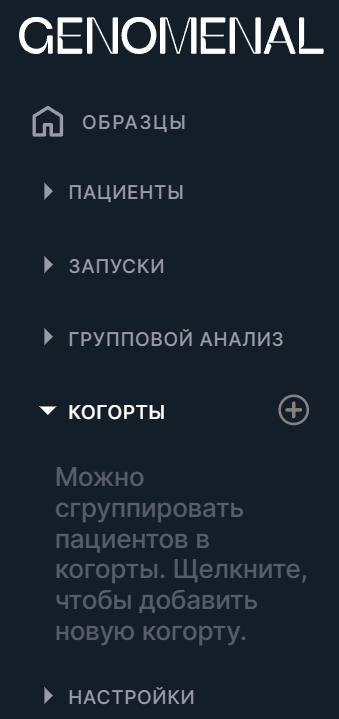 GENOMENAL
ОБРАЗЦЫ
ПАЦИЕНТЫ
ЗАПУСКИ
ГРУППОВОЙ АНАЛИЗ
КОГОРТЫ
Можно
сгруппировать
пациентов в
когорты. Щелкните,
чтобы добавить
новую когорту.
НАСТРОЙКИ